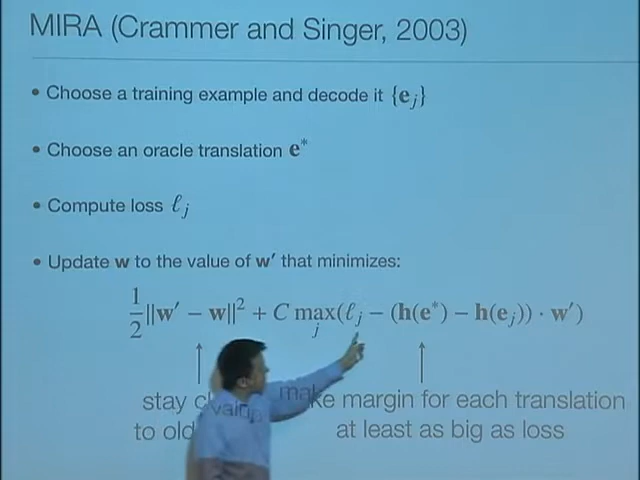 MIRA (Crammer and Singer, 2003)
• Choose a training example and decode it {e_j}
• Choose an oracle translation e*
• Compute loss ℓ_j
• Update w to the value of w′ that minimizes:
1/2 ||w′ − w||² + C max_j (ℓ_j − (h(e*) − h(e_j)) · w′)
stay make margin for each translation
to old value at least as big as loss